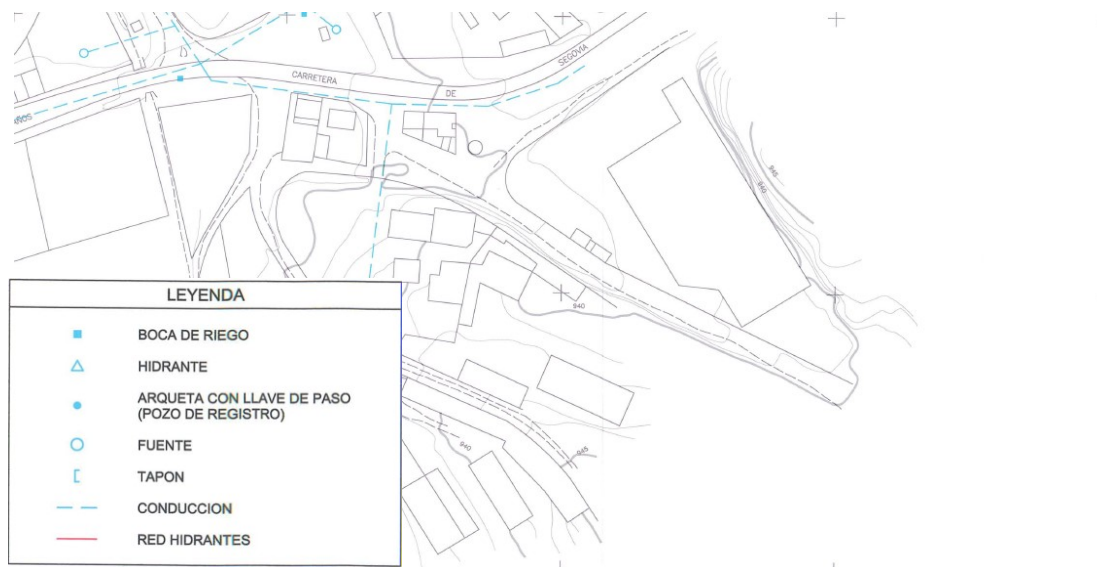 SEGOVIA
CARRETERA
DE
945
945
940
LEYENDA
BOCA DE RIEGO
HIDRANTE
ARQUETA CON LLAVE DE PASO
(POZO DE REGISTRO)
FUENTE
TAPON
CONDUCCION
RED HIDRANTES
940
945